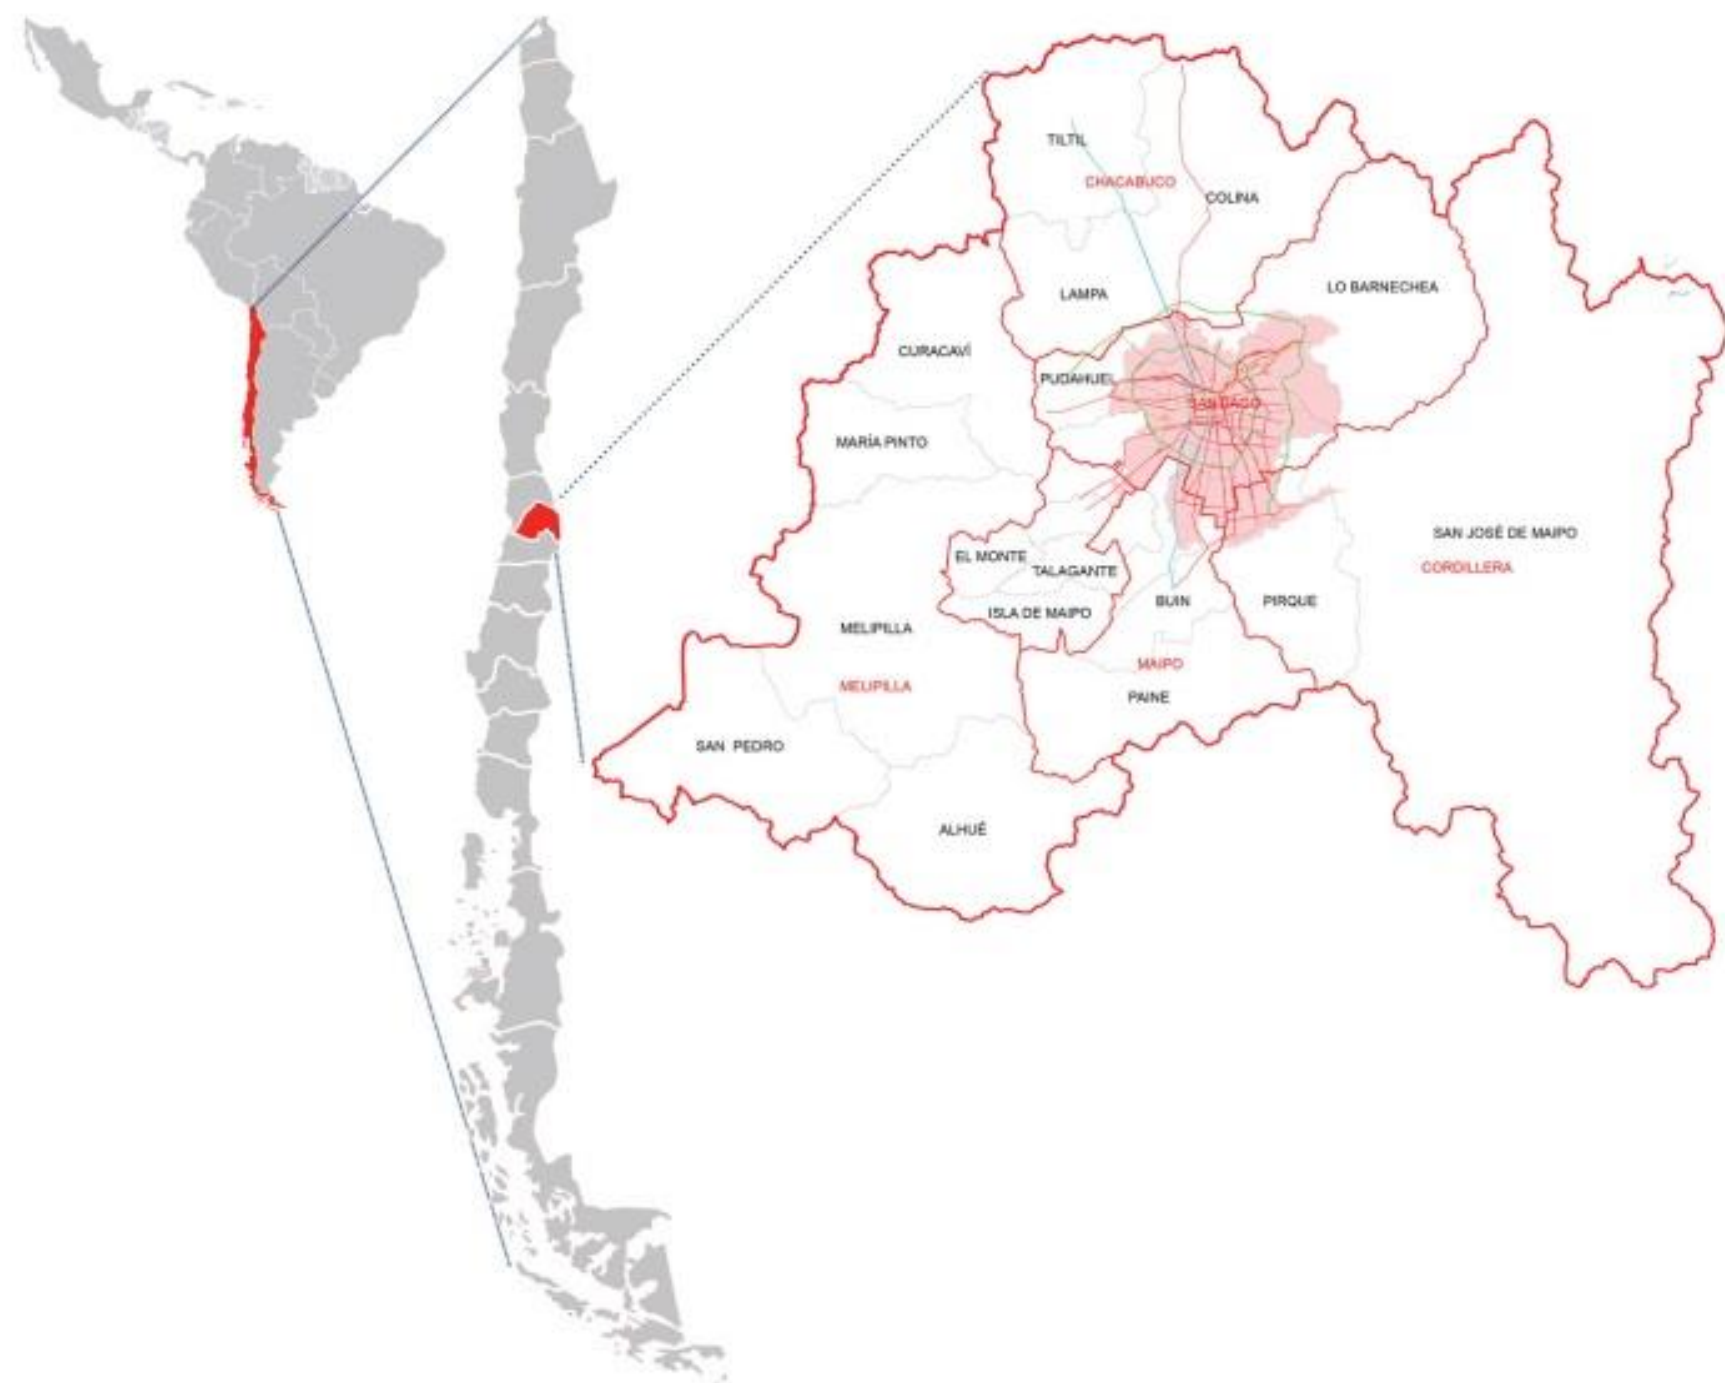 TILTIL
CHACABUCO
COLINA
LO BARNECHEA
LAMPA
CURACAVÍ
PUDAHUEL
SANTIAGO
MARÍA PINTO
SAN JOSÉ DE MAIPO
CORDILLERA
EL MONTE
TALAGANTE
ISLA DE MAIPO
BUIN
PIRQUE
MELIPILLA
MAIPO
MELIPILLA
PAINE
SAN PEDRO
ALHUÉ